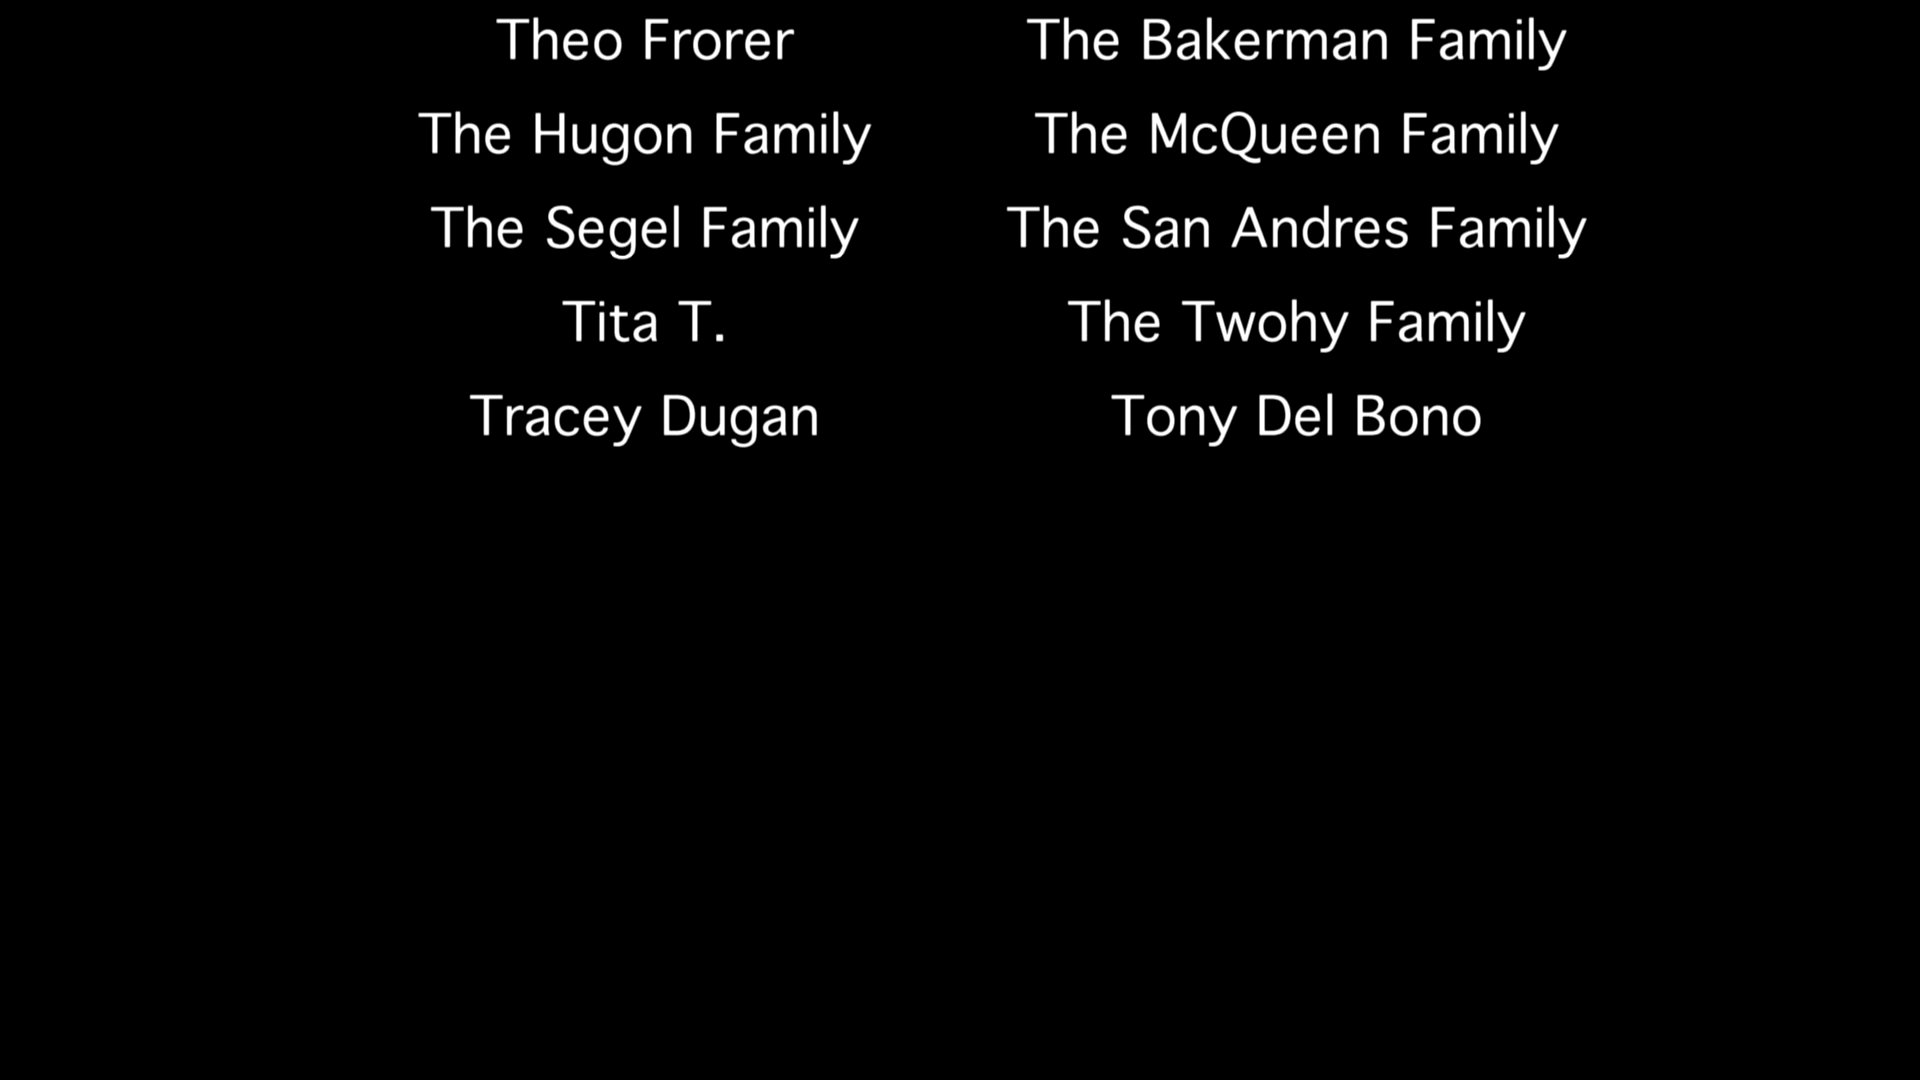 Theo Frorer The Bakerman Family
The Hugon Family The McQueen Family
The Segel Family The San Andres Family
Tita T. The Twohy Family
Tracey Dugan Tony Del Bono